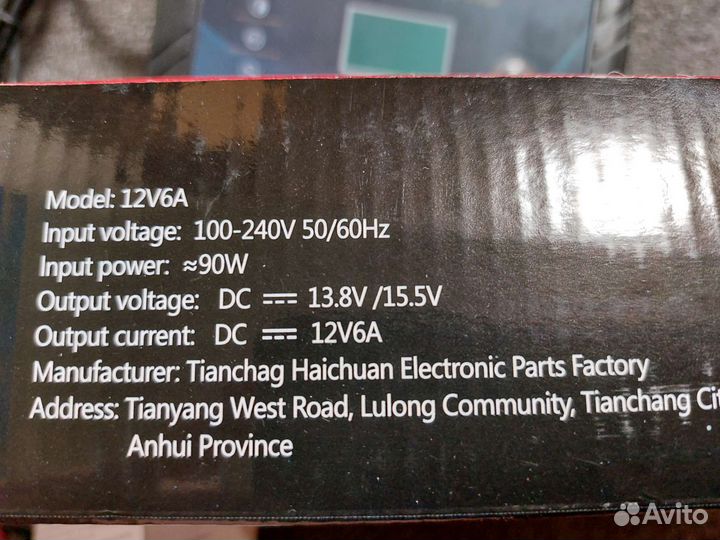 Model: 12V6A
Input voltage: 100-240V 50/60Hz
Input power: ≈90W
Output voltage: DC ⎓ 13.8V /15.5V
Output current: DC ⎓ 12V6A
Manufacturer: Tianchag Haichuan Electronic Parts Factory
Address: Tianyang West Road, Lulong Community, Tianchang Cit
Anhui Province
Avito